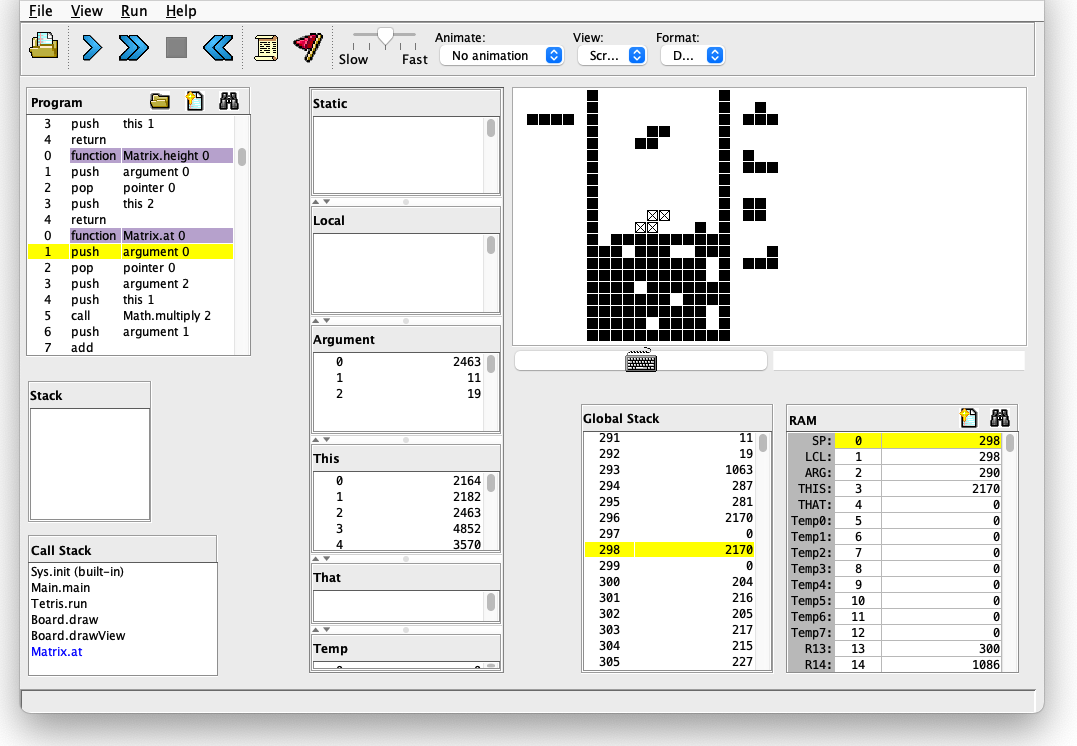 File View Run Help
Slow Fast
Animate:
No animation
View:
Scr...
Format:
D...
Program
3 push this 1
4 return
0 function Matrix.height 0
1 push argument 0
2 pop pointer 0
3 push this 2
4 return
0 function Matrix.at 0
1 push argument 0
2 pop pointer 0
3 push argument 2
4 push this 1
5 call Math.multiply 2
6 push argument 1
7 add
Stack
Call Stack
Sys.init (built-in)
Main.main
Tetris.run
Board.draw
Board.drawView
Matrix.at
Static
Local
Argument
0 2463
1 11
2 19
This
0 2164
1 2182
2 2463
3 4852
4 3570
That
Temp
Global Stack
291 11
292 19
293 1063
294 287
295 281
296 2170
297 0
298 2170
299 0
300 204
301 216
302 205
303 217
304 215
305 227
RAM
SP: 0 298
LCL: 1 298
ARG: 2 290
THIS: 3 2170
THAT: 4 0
Temp0: 5 0
Temp1: 6 0
Temp2: 7 0
Temp3: 8 0
Temp4: 9 0
Temp5: 10 0
Temp6: 11 0
Temp7: 12 0
R13: 13 300
R14: 14 1086